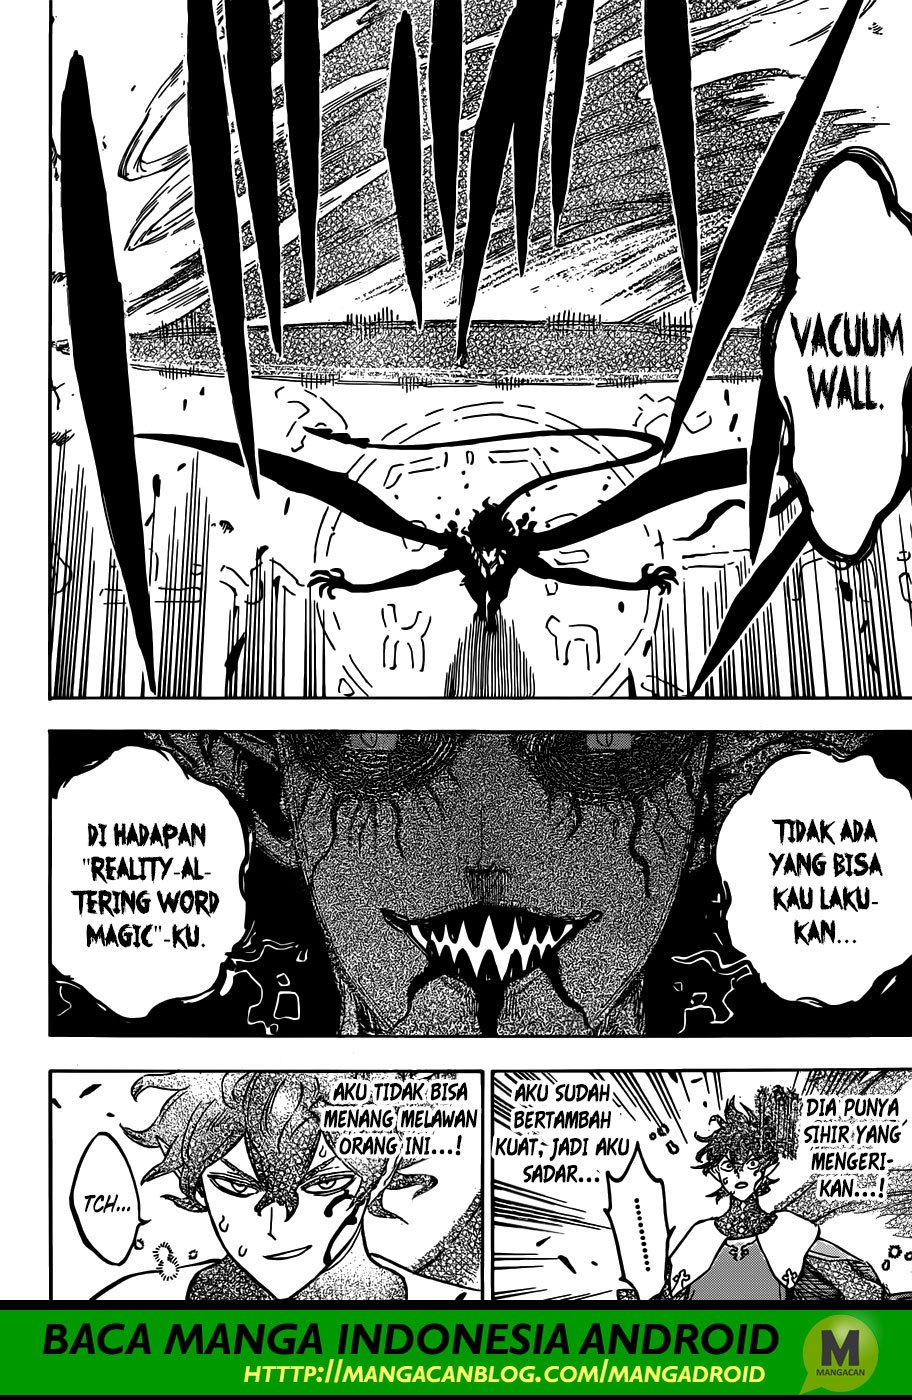 VACUUM
WALL.
TIDAK ADA
YANG BISA
KAU LAKU-
KAN...
DI HADAPAN
"REALITY-AL-
TERING WORD
MAGIC"-KU.
DIA PUNYA
SIHIR YANG
MENGERI-
KAN...!
AKU SUDAH
BERTAMBAH
KUAT, JADI AKU
SADAR...
.........
AKU TIDAK BISA
MENANG MELAWAN
ORANG INI...!
TCH...
BACA MANGA INDONESIA ANDROID
HTTTP://MANGACANBLOG.COM/MANGADROID
M
MANGACAN